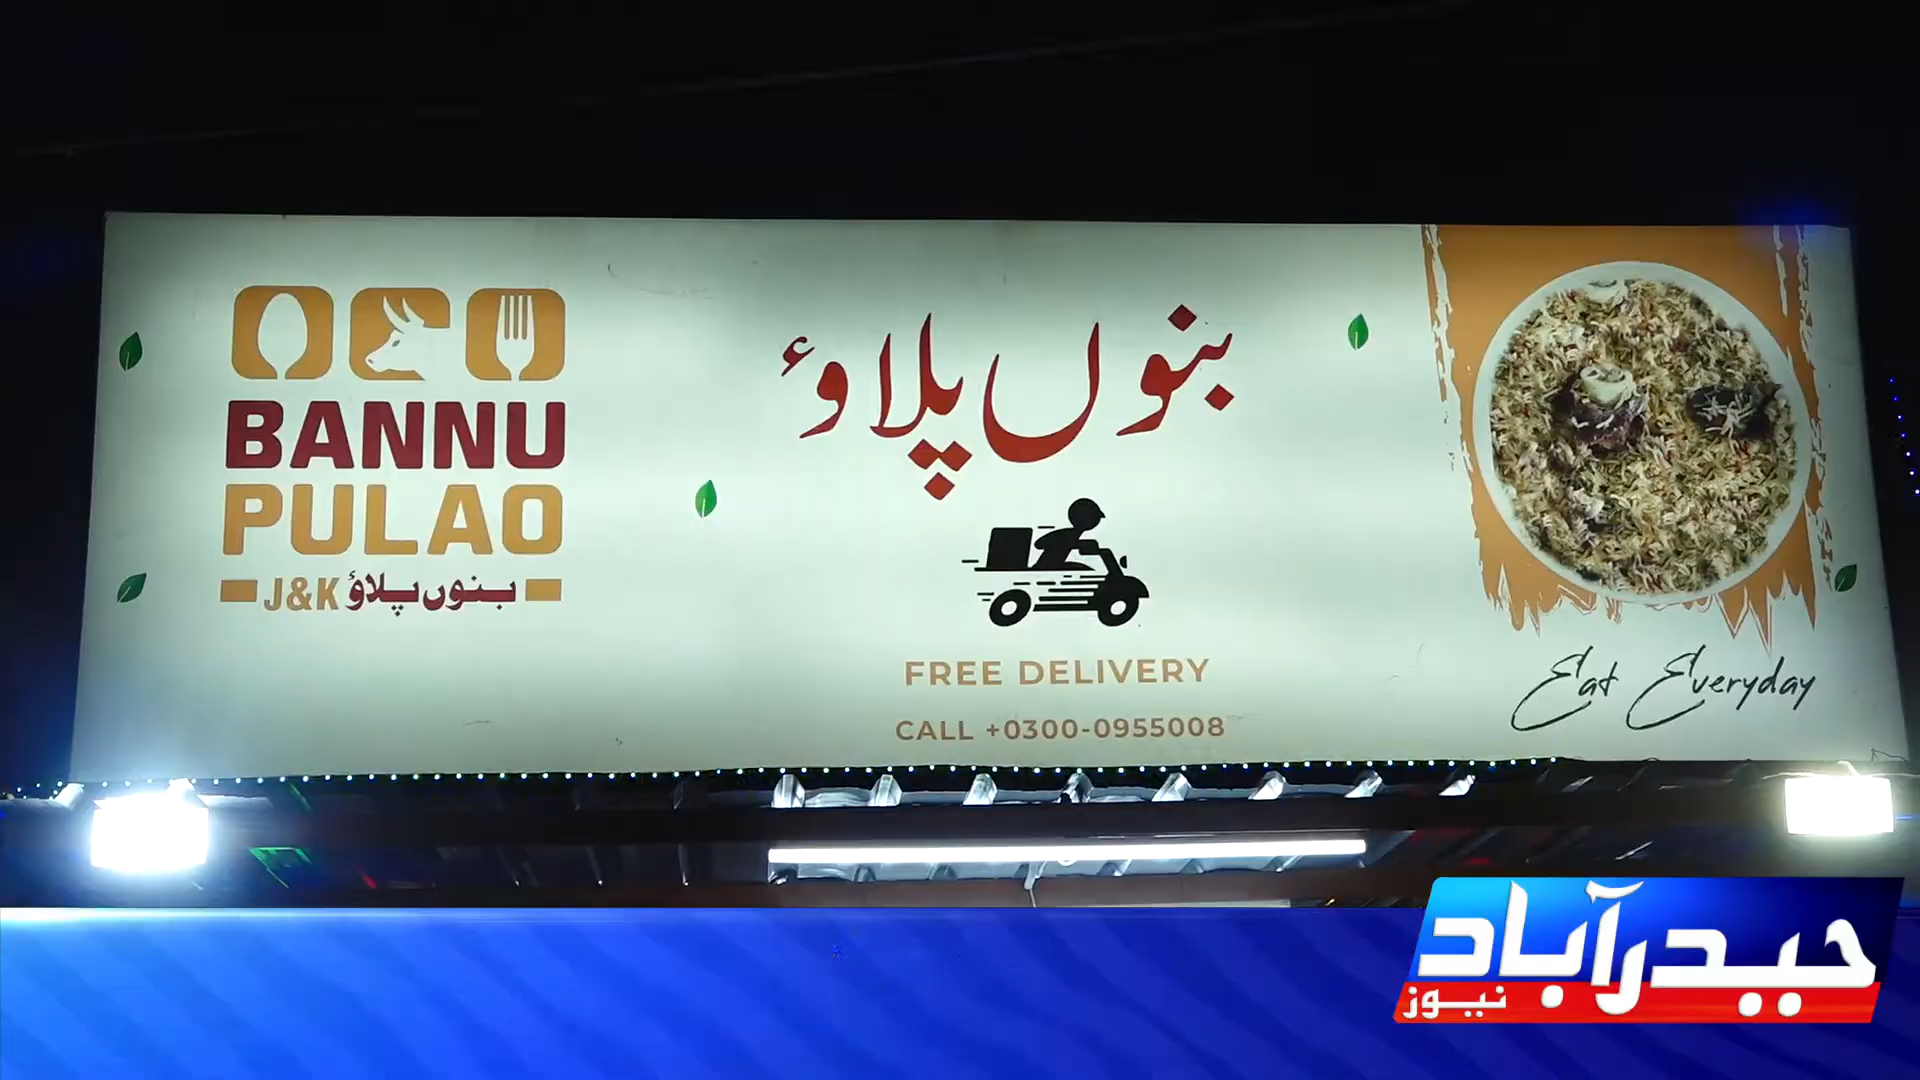 BANNU
PULAO
J&K بنوں پلاؤ
بنوں پلاؤ
FREE DELIVERY
CALL +0300-0955008
Eat Everyday
حیدرآباد
نیوز